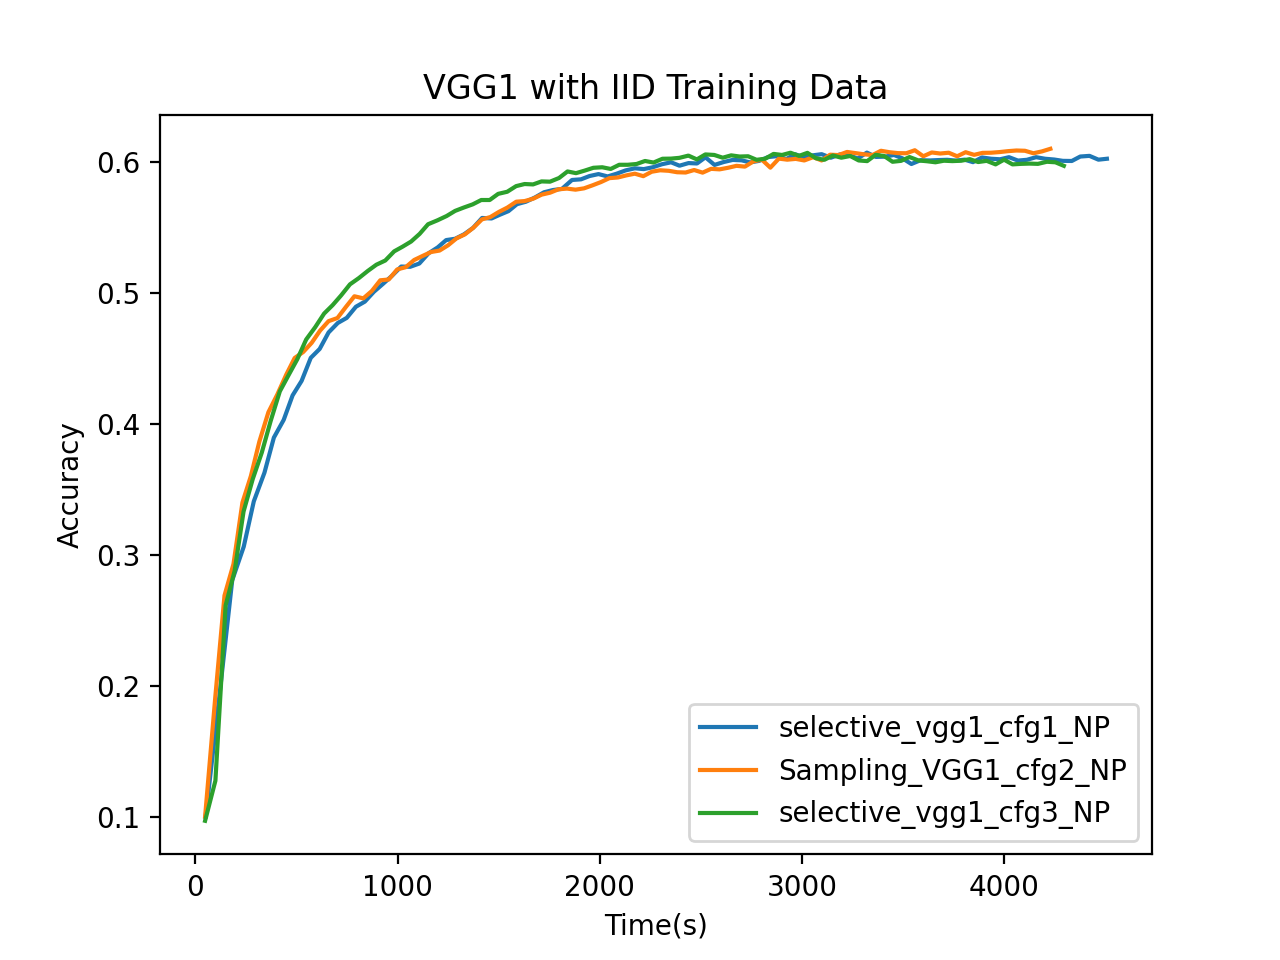 VGG1 with IID Training Data
Accuracy
0.6
0.5
0.4
0.3
0.2
0.1
selective_vgg1_cfg1_NP
Sampling_VGG1_cfg2_NP
selective_vgg1_cfg3_NP
0 1000 2000 3000 4000
Time(s)